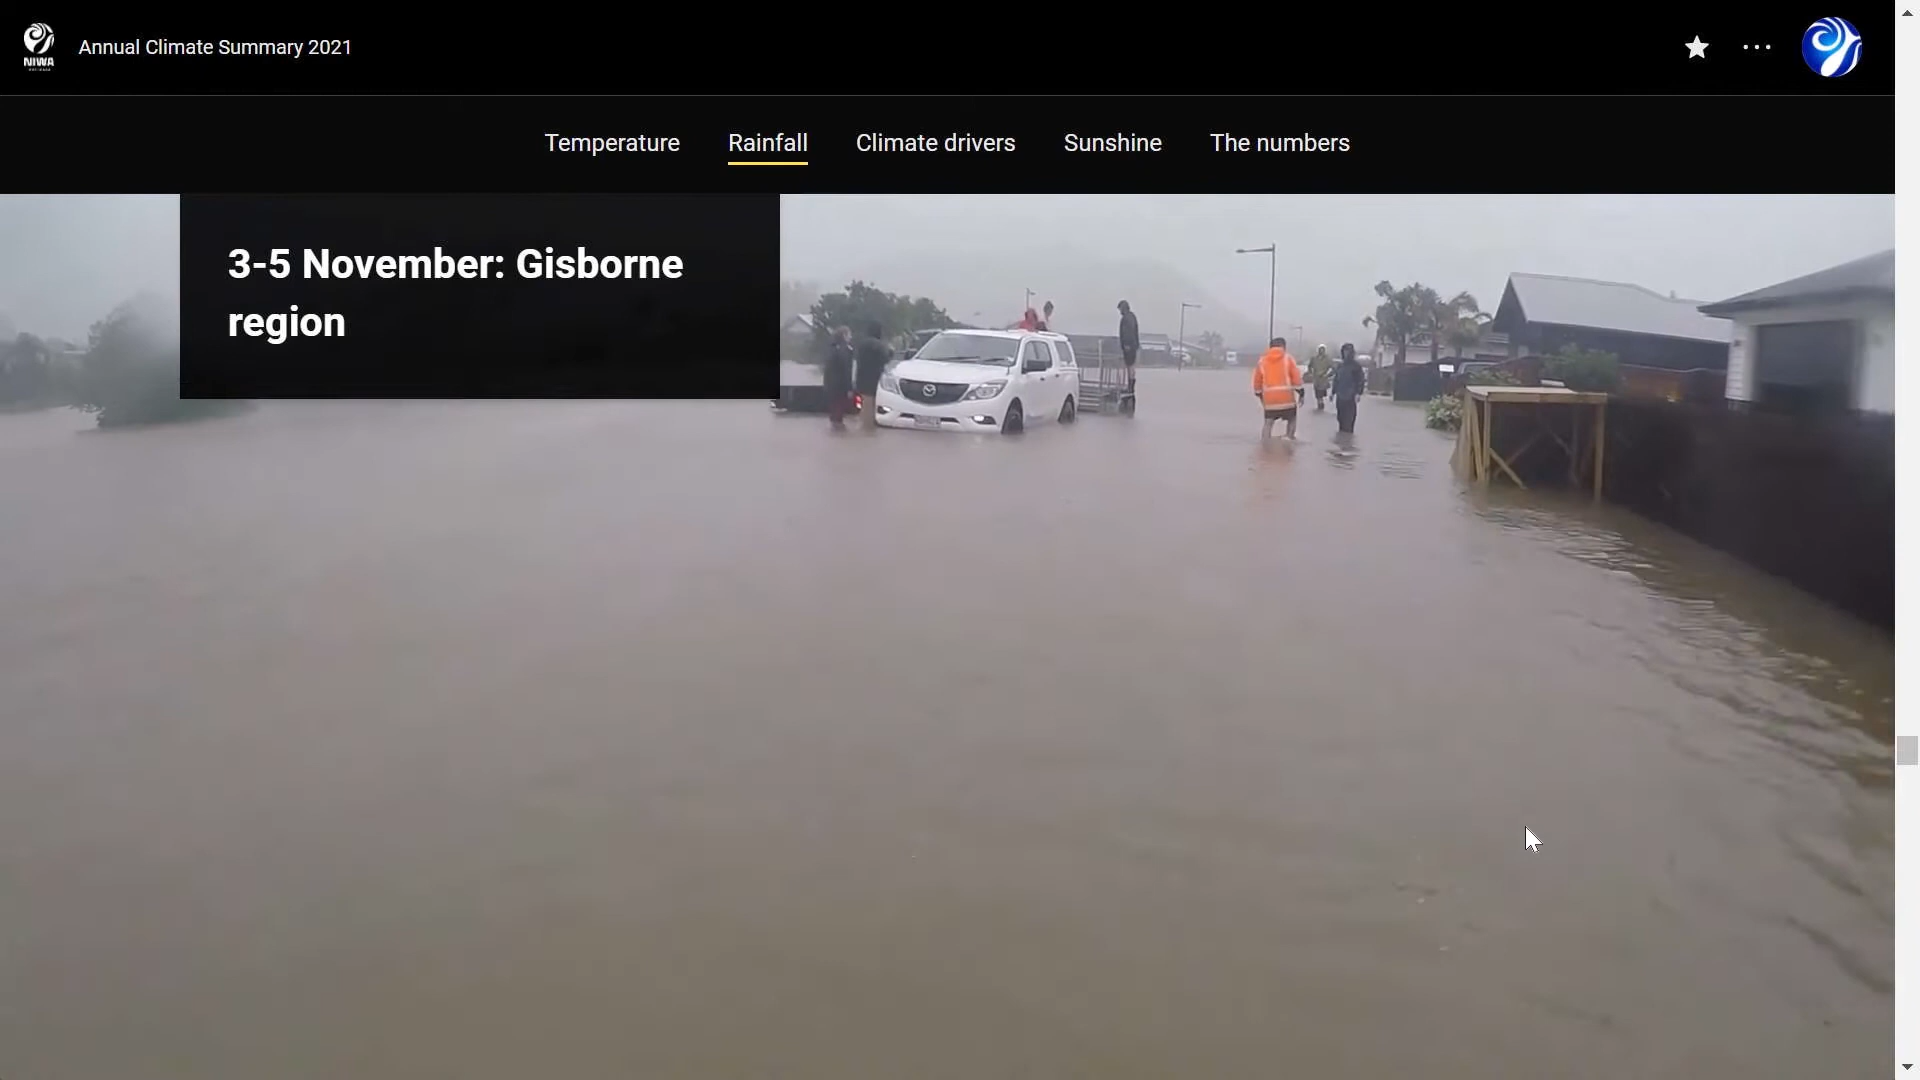 NIWA
Annual Climate Summary 2021
Temperature
Rainfall
Climate drivers
Sunshine
The numbers
3-5 November: Gisborne
region